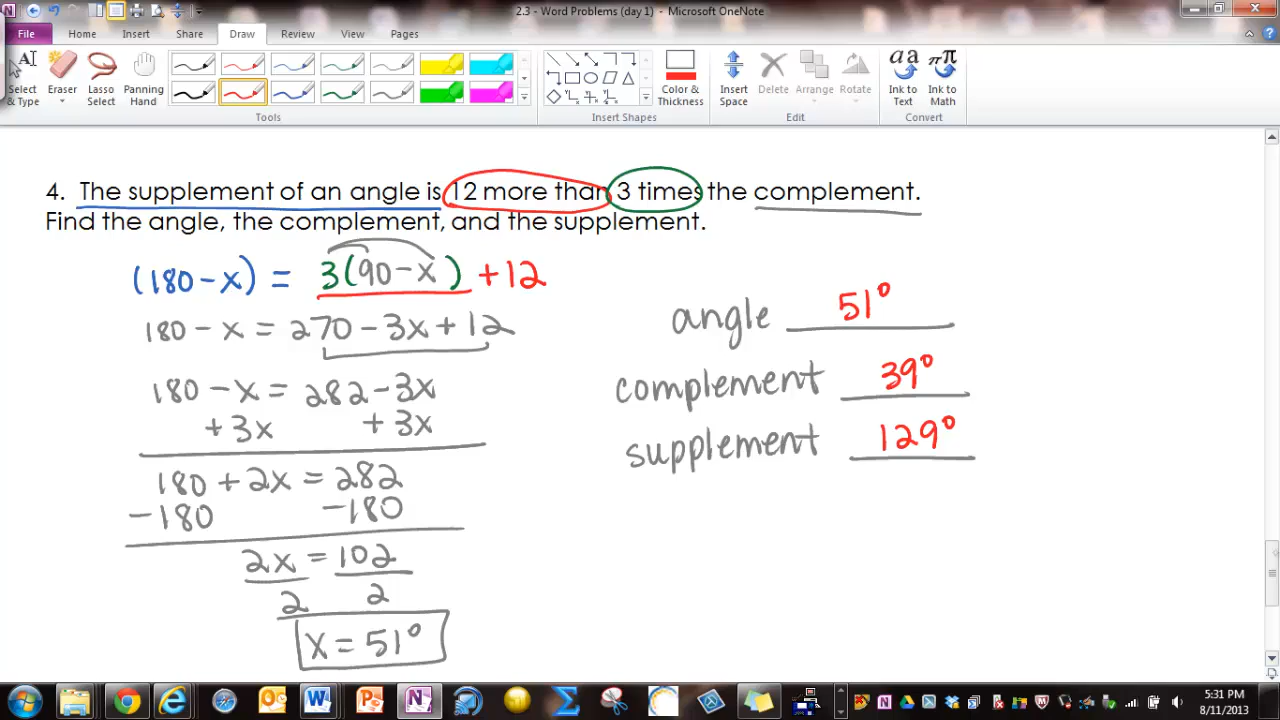 2.3 - Word Problems (day 1) - Microsoft OneNote
File Home Insert Share Draw Review View Pages
Select & Type Eraser Lasso Select Panning Hand Color & Thickness Insert Space Delete Arrange Rotate Ink to Text Ink to Math
Tools Insert Shapes Edit Convert
4. The supplement of an angle is 12 more than 3 times the complement.
Find the angle, the complement, and the supplement.
(180-x) = 3(90-x) +12
180 - x = 270 - 3x + 12
180 - x = 282 - 3x
+ 3x + 3x
180 + 2x = 282
-180 -180
2x = 102
2 2
x = 51°
angle 51°
complement 39°
supplement 129°
5:31 PM
8/11/2013